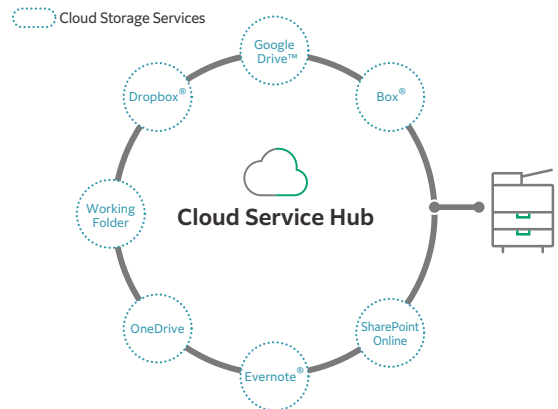 Cloud Storage Services
Google
Drive™
Dropbox®
Box®
Working
Folder
Cloud Service Hub
OneDrive
SharePoint
Online
Evernote®